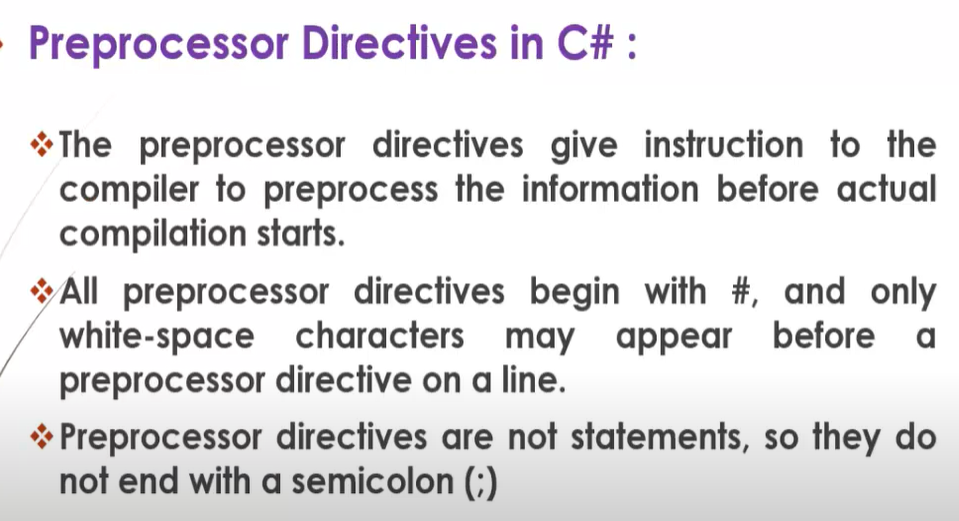 Preprocessor Directives in C# :
The preprocessor directives give instruction to the
compiler to preprocess the information before actual
compilation starts.
All preprocessor directives begin with #, and only
white-space characters may appear before a
preprocessor directive on a line.
Preprocessor directives are not statements, so they do
not end with a semicolon (;)